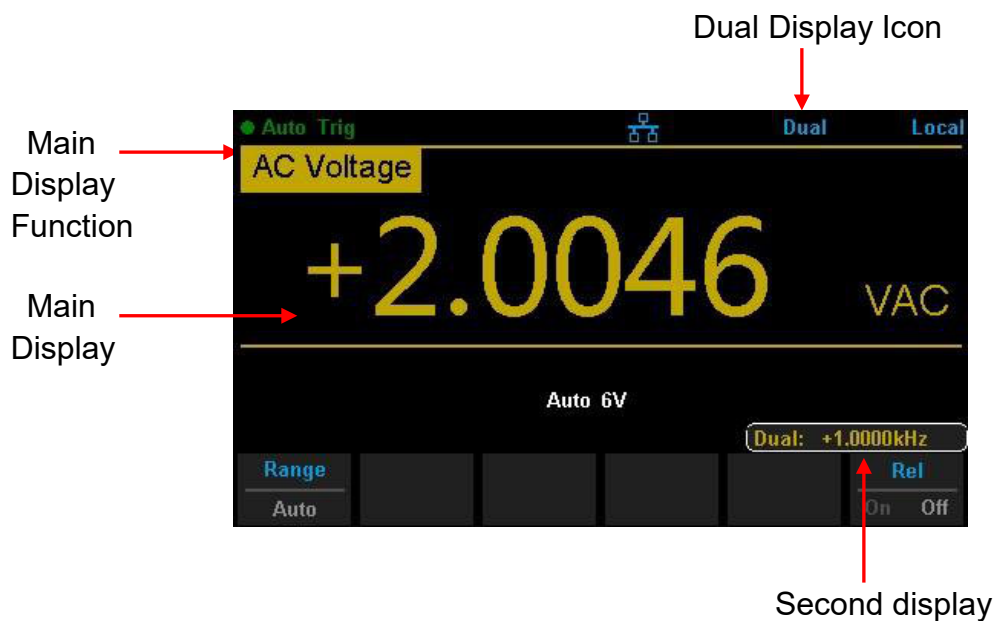 Dual Display Icon
Auto Trig Dual Local
Main
Display
Function
AC Voltage
+2.0046 VAC
Main
Display
Auto 6V
Dual: +1.0000kHz
Range Rel
Auto On Off
Second display